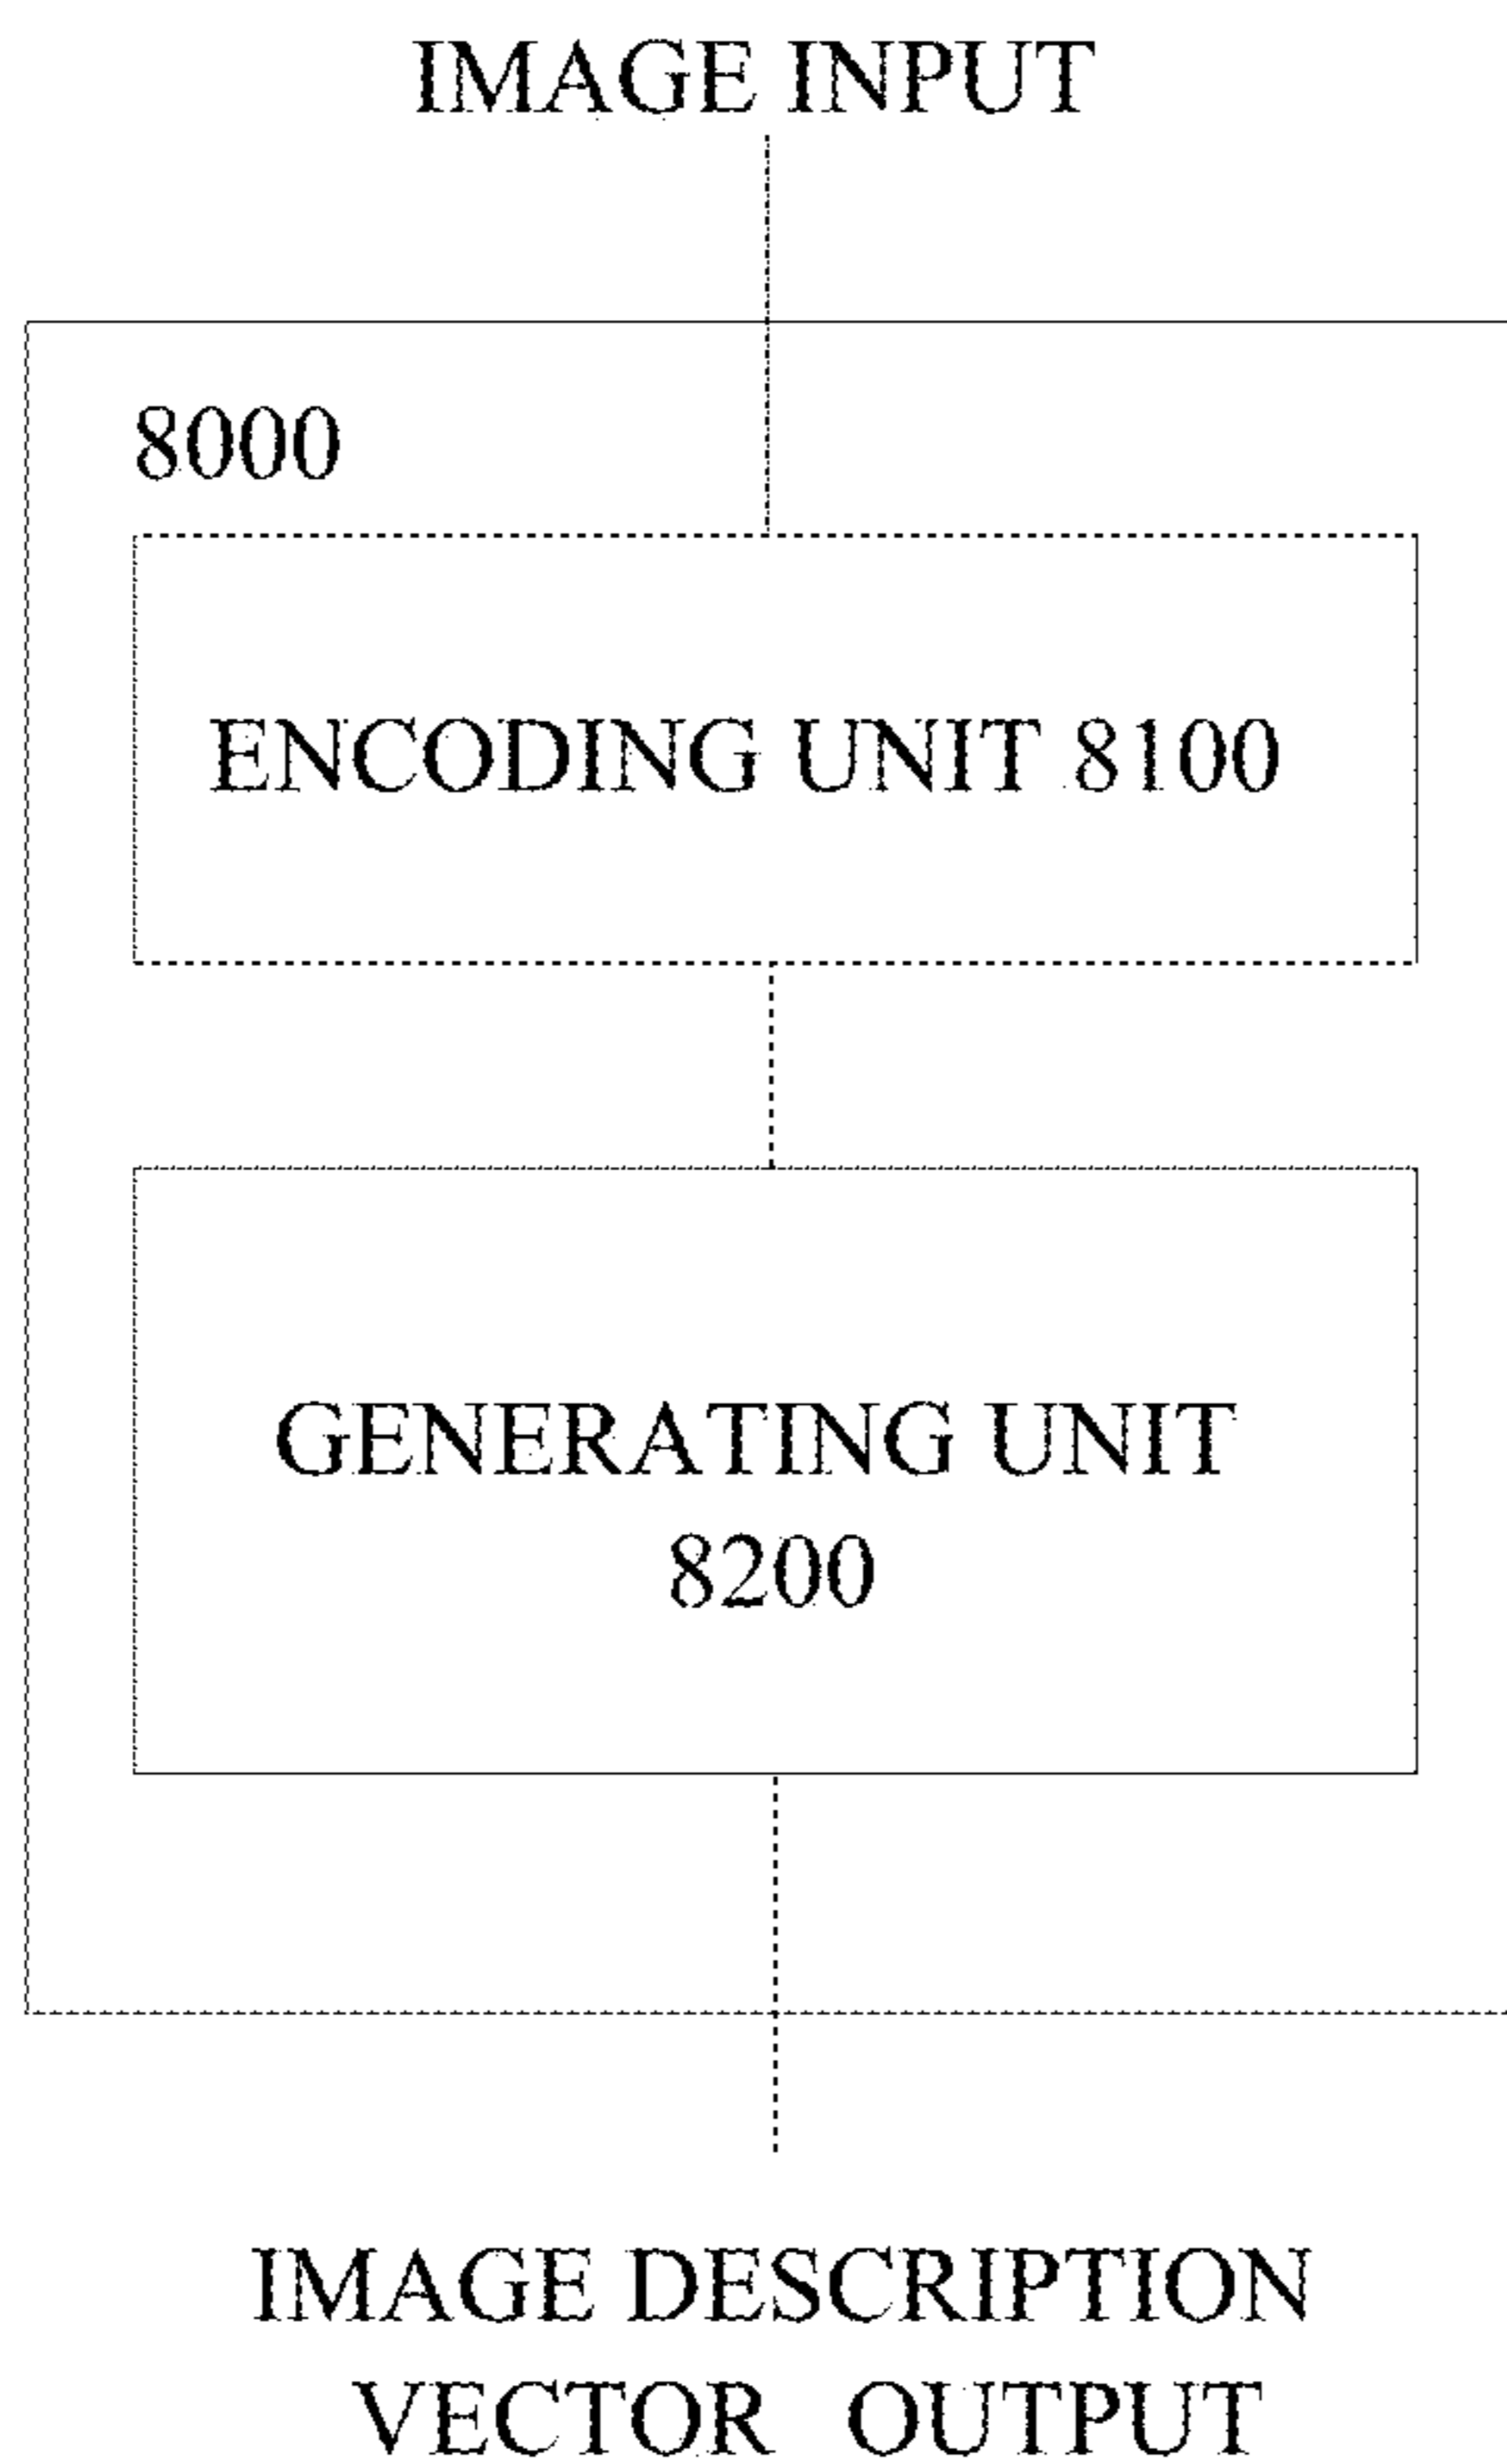 IMAGE INPUT
8000
ENCODING UNIT 8100
GENERATING UNIT
8200
IMAGE DESCRIPTION
VECTOR OUTPUT